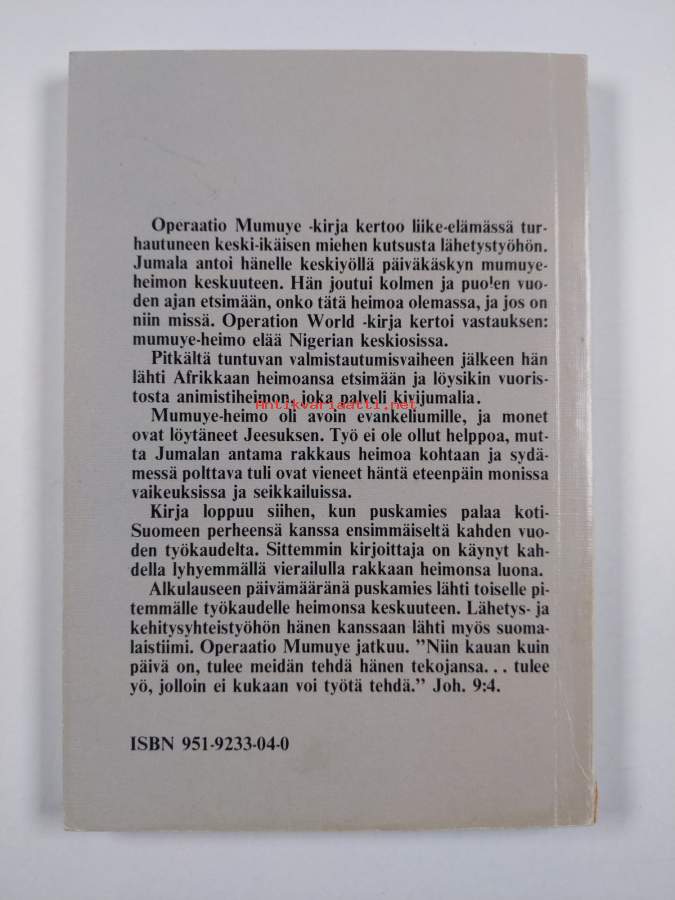 Operaatio Mumuye -kirja kertoo liike-elämässä tur-
hautuneen keski-ikäisen miehen kutsusta lähetystyöhön.
Jumala antoi hänelle keskiyöllä päiväkäskyn mumuye-
heimon keskuuteen. Hän joutui kolmen ja puolen vuo-
den ajan etsimään, onko tätä heimoa olemassa, ja jos on
niin missä. Operation World -kirja kertoi vastauksen:
mumuye-heimo elää Nigerian keskiosissa.
Pitkältä tuntuvan valmistautumisvaiheen jälkeen hän
lähti Afrikkaan heimoansa etsimään ja löysikin vuoris-
tosta animistiheimon, joka palveli kivijumalia.
Antikvariaatti.net
Mumuye-heimo oli avoin evankeliumille, ja monet
ovat löytäneet Jeesuksen. Työ ei ole ollut helppoa, mut-
ta Jumalan antama rakkaus heimoa kohtaan ja sydä-
messä polttava tuli ovat vieneet häntä eteenpäin monissa
vaikeuksissa ja seikkailuissa.
Kirja loppuu siihen, kun puskamies palaa koti-
Suomeen perheensä kanssa ensimmäiseltä kahden vuo-
den työkaudelta. Sittemmin kirjoittaja on käynyt kah-
della lyhyemmällä vierailulla rakkaan heimonsa luona.
Alkulauseen päivämääränä puskamies lähti toiselle pi-
temmälle työkaudelle heimonsa keskuuteen. Lähetys- ja
kehitysyhteistyöhön hänen kanssaan lähti myös suoma-
laistiimi. Operaatio Mumuye jatkuu. ”Niin kauan kuin
päivä on, tulee meidän tehdä hänen tekojansa... tulee
yö, jolloin ei kukaan voi työtä tehdä.” Joh. 9:4.
ISBN 951-9233-04-0